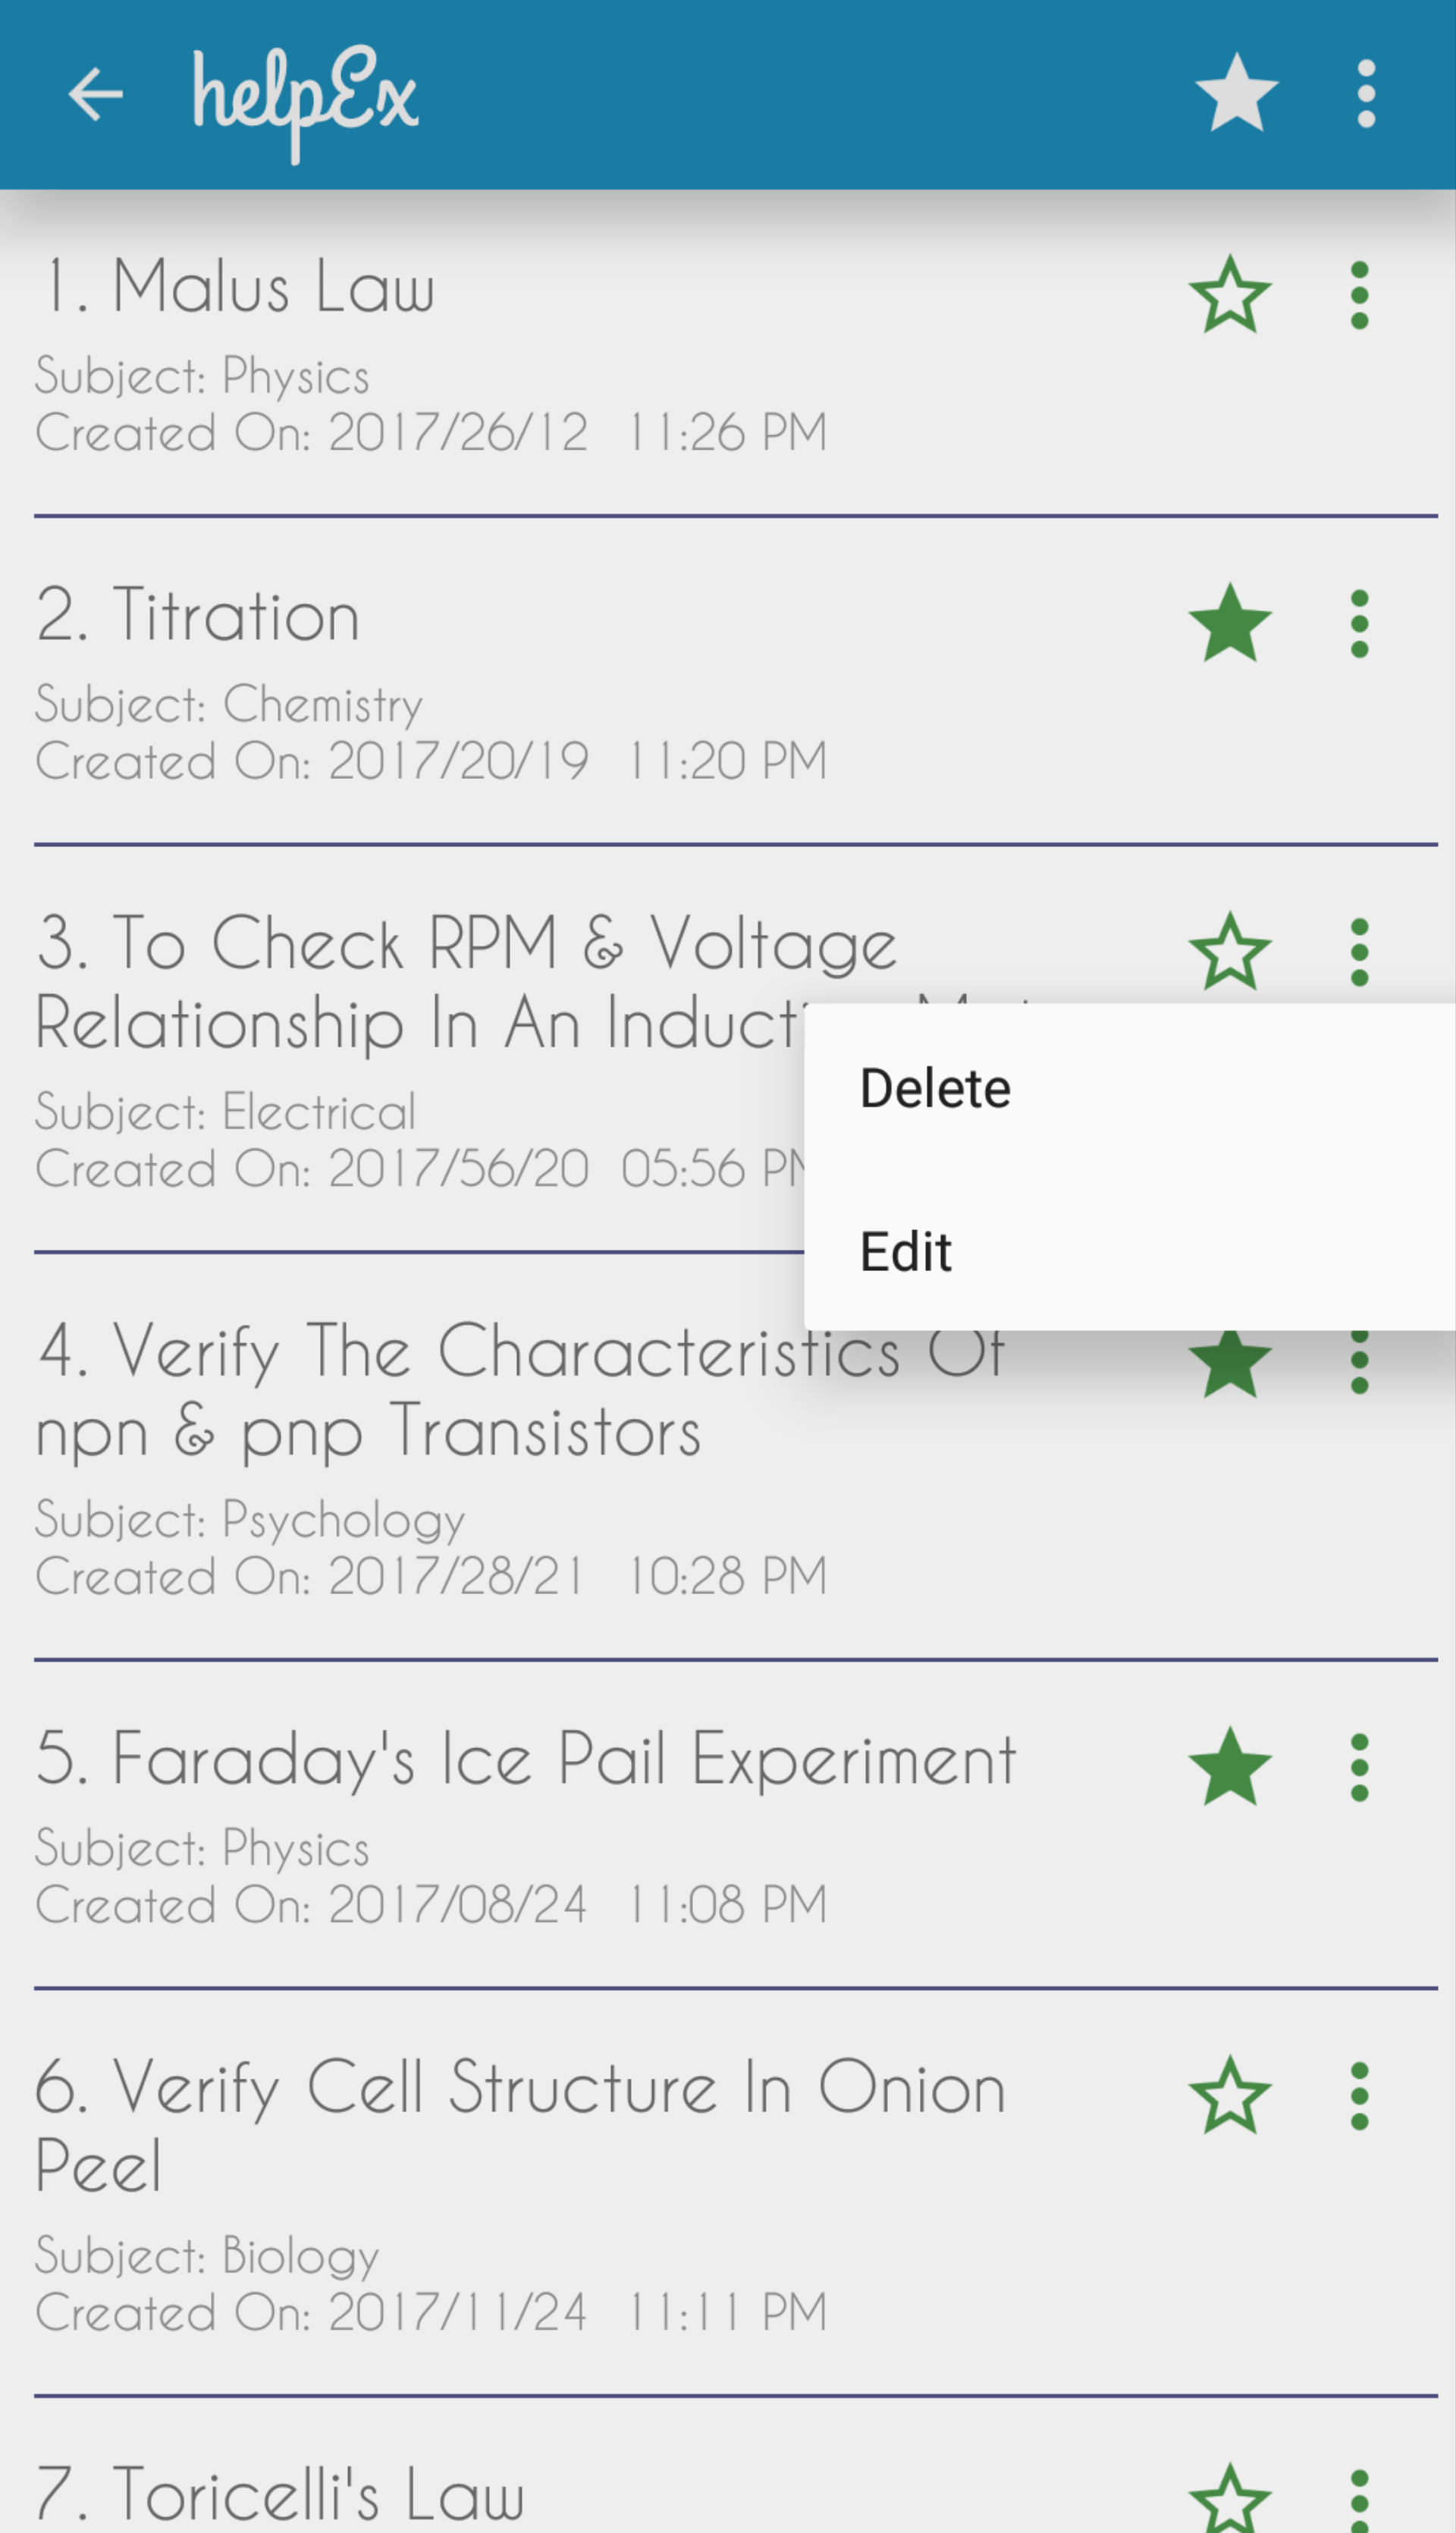 helpEx
1. Malus Law
Subject: Physics
Created On: 2017/26/12 11:26 PM
2. Titration
Subject: Chemistry
Created On: 2017/20/19 11:20 PM
3. To Check RPM & Voltage
Relationship In An
Subject: Electrical
Created On: 2017/56/20 05:56
Delete
Edit
4. Verify The Characteristics Of
npn & pnp Transistors
Subject: Psychology
Created On: 2017/28/21 10:28 PM
5. Faraday's Ice Pail Experiment
Subject: Physics
Created On: 2017/08/24 11:08 PM
6. Verify Cell Structure In Onion
Peel
Subject: Biology
Created On: 2017/11/24 11:11 PM
7. Toricelli's Law